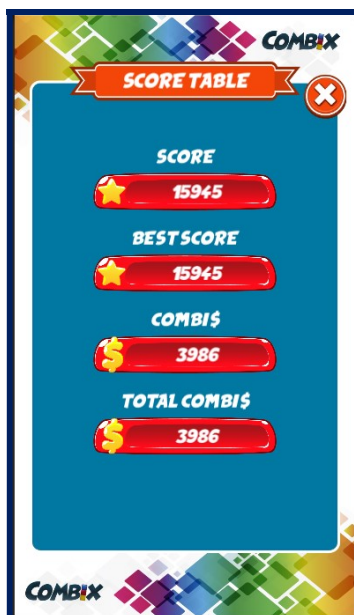 COMBIX
SCORE TABLE
SCORE
15945
BEST SCORE
15945
COMBI$
3986
TOTAL COMBI$
3986
COMBIX